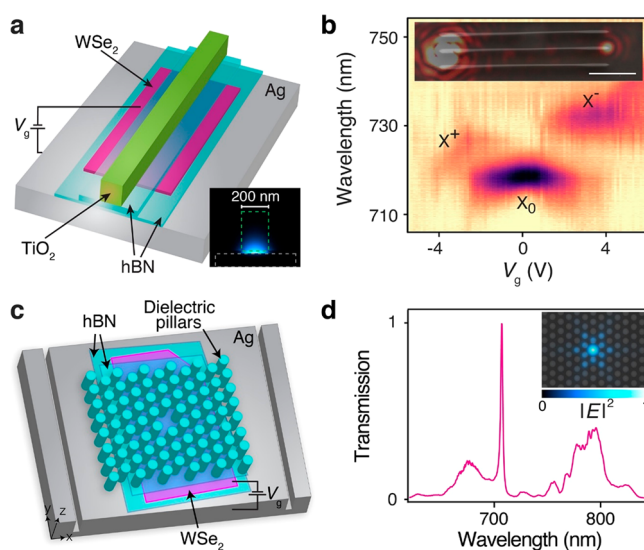 a
WSe2
Ag
Vg
200 nm
TiO2
hBN
b
Wavelength (nm)
750
730
710
X+
X-
X0
-4
0
4
Vg (V)
c
hBN
Dielectric
pillars
Ag
Vg
WSe2
y
z
x
d
Transmission
1
0
0
1
|E|2
700
800
Wavelength (nm)